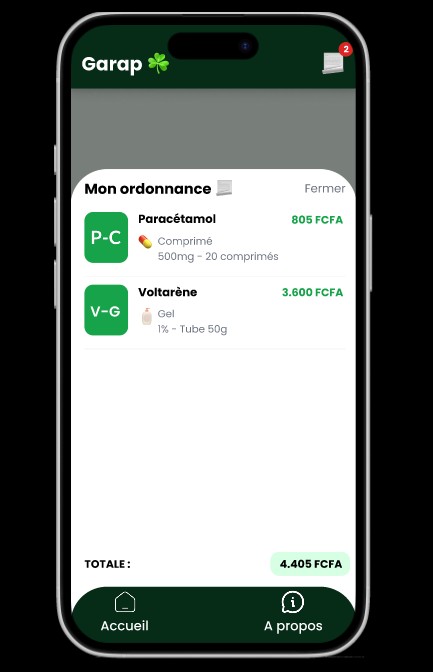 Garap ☘️
2
Mon ordonnance
Fermer
P-C
Paracétamol
805 FCFA
Comprimé
500mg - 20 comprimés
V-G
Voltarène
3.600 FCFA
Gel
1% - Tube 50g
TOTALE :
4.405 FCFA
Accueil
A propos